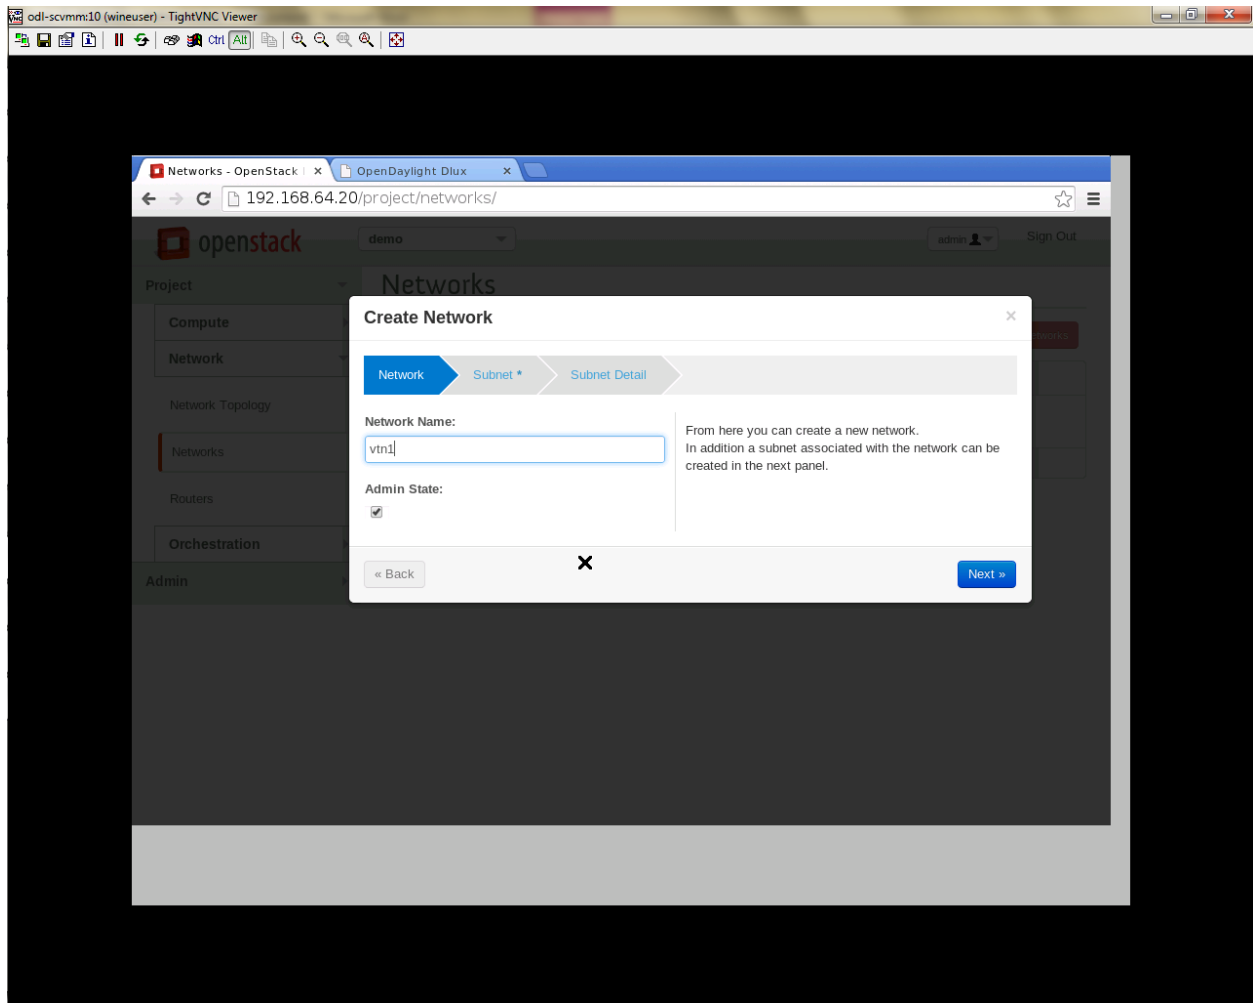 odl-scvmm:10 (wineuser) - TightVNC Viewer
Ctrl Alt
Networks - OpenStack
OpenDaylight Dlux
192.168.64.20/project/networks/
openstack
demo
admin
Sign Out
Project
Networks
Compute
Network
Network Topology
Networks
Routers
Orchestration
Admin
Create Network
×
Network
Subnet *
Subnet Detail
Network Name:
vtn1
Admin State:
From here you can create a new network.
In addition a subnet associated with the network can be
created in the next panel.
« Back
Next »